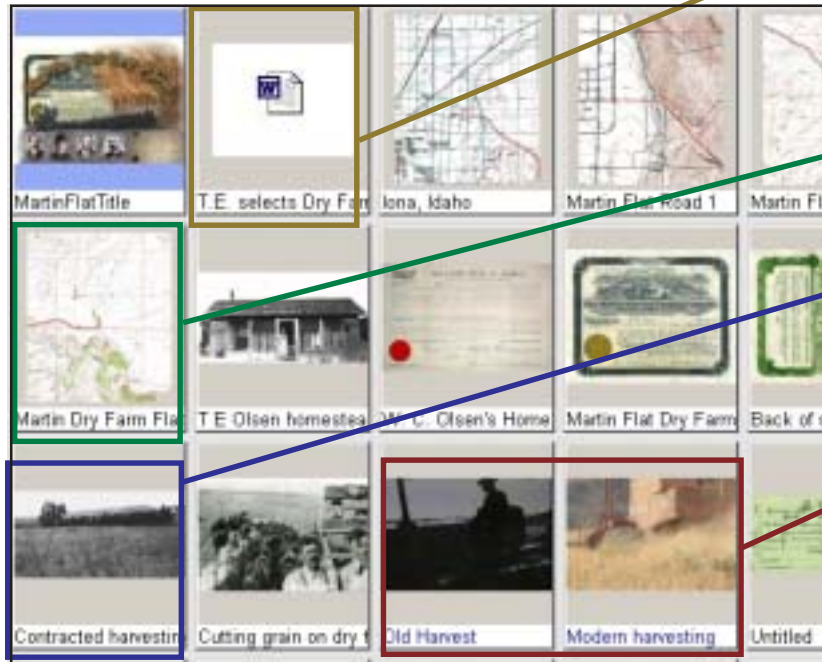 MartinFlatTitle
T.E. selects Dry Far
Iona, Idaho
Martin Flat Road 1
Martin Fl
Martin Dry Farm Fla
T E Olsen homestea
W. C. Olsen's Home
Martin Flat Dry Farm
Back of
Contracted harvestin
Cutting grain on dry f
Old Harvest
Modern harvesting
Untitled